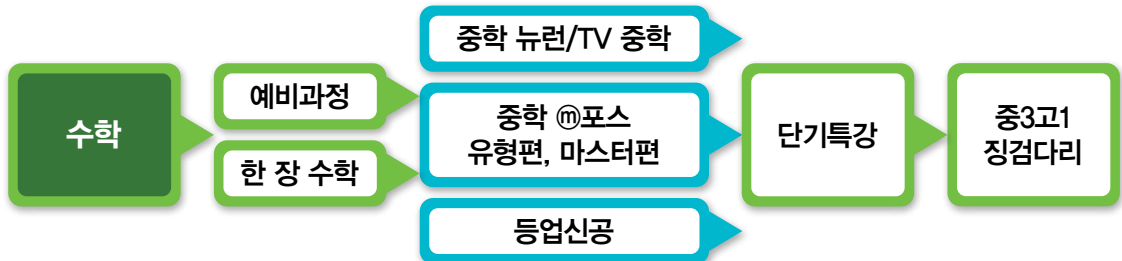 수학
예비과정
한 장 수학
중학 뉴런/TV 중학
중학 ⓜ포스
유형편, 마스터편
등업신공
단기특강
중3고1
징검다리